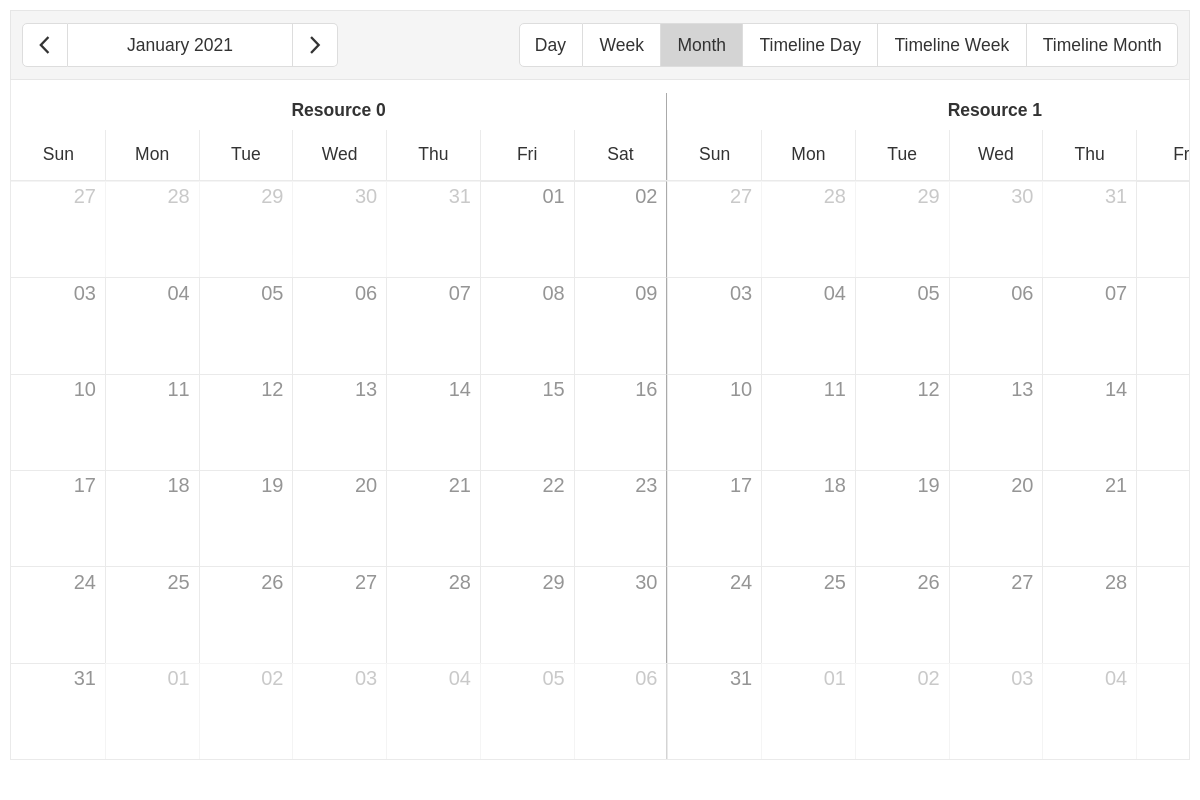 January 2021 Day Week Month Timeline Day Timeline Week Timeline Month
Resource 0 Resource 1
Sun Mon Tue Wed Thu Fri Sat Sun Mon Tue Wed Thu Fr
27 28 29 30 31 01 02 27 28 29 30 31
03 04 05 06 07 08 09 03 04 05 06 07
10 11 12 13 14 15 16 10 11 12 13 14
17 18 19 20 21 22 23 17 18 19 20 21
24 25 26 27 28 29 30 24 25 26 27 28
31 01 02 03 04 05 06 31 01 02 03 04